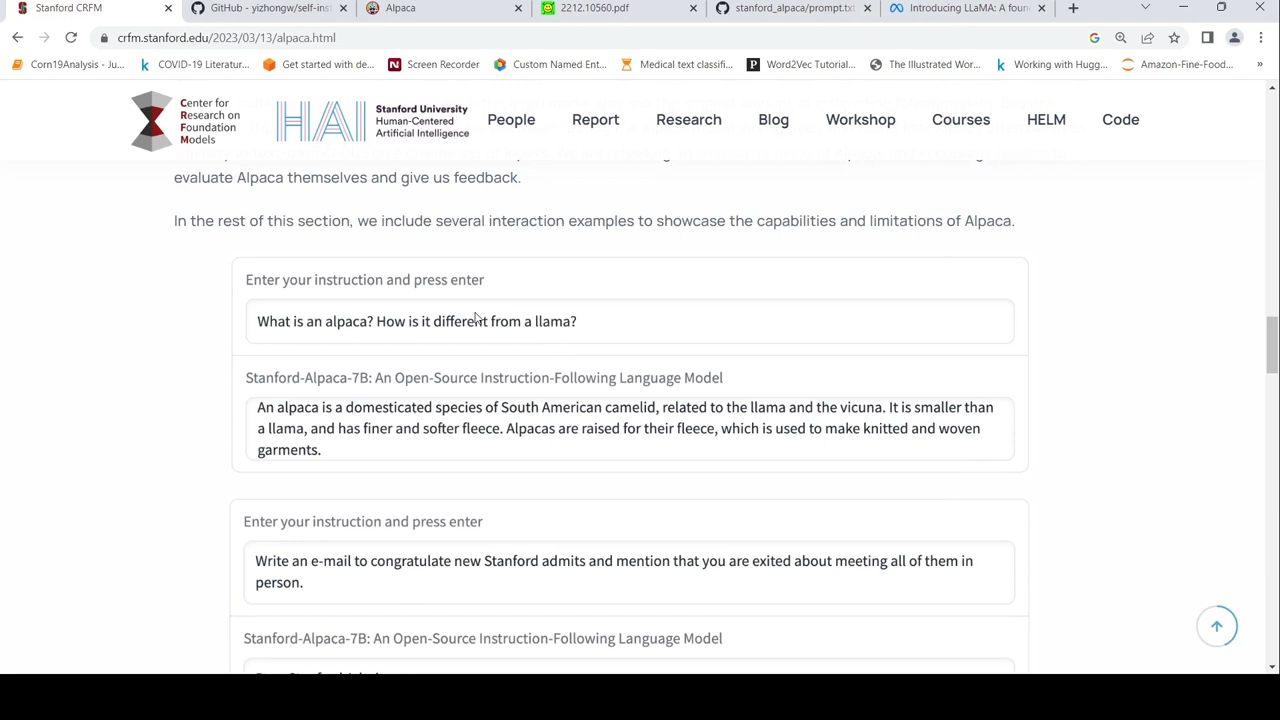 Stanford CRFM
GitHub - yizhongw/self-inst
Alpaca
2212.10560.pdf
stanford_alpaca/prompt.txt
Introducing LLaMA: A foun
crfm.stanford.edu/2023/03/13/alpaca.html
Corn19Analysis - Ju...
COVID-19 Literatur...
Get started with de...
Screen Recorder
Custom Named Ent...
Medical text classifi...
Word2Vec Tutorial...
The Illustrated Wor...
Working with Hugg...
Amazon-Fine-Food...
Center for
Research on
Foundation
Models
HAI
Stanford University
Human-Centered
Artificial Intelligence
People
Report
Research
Blog
Workshop
Courses
HELM
Code
evaluate Alpaca themselves and give us feedback.
In the rest of this section, we include several interaction examples to showcase the capabilities and limitations of Alpaca.
Enter your instruction and press enter
What is an alpaca? How is it different from a llama?
Stanford-Alpaca-7B: An Open-Source Instruction-Following Language Model
An alpaca is a domesticated species of South American camelid, related to the llama and the vicuna. It is smaller than
a llama, and has finer and softer fleece. Alpacas are raised for their fleece, which is used to make knitted and woven
garments.
Enter your instruction and press enter
Write an e-mail to congratulate new Stanford admits and mention that you are exited about meeting all of them in
person.
Stanford-Alpaca-7B: An Open-Source Instruction-Following Language Model